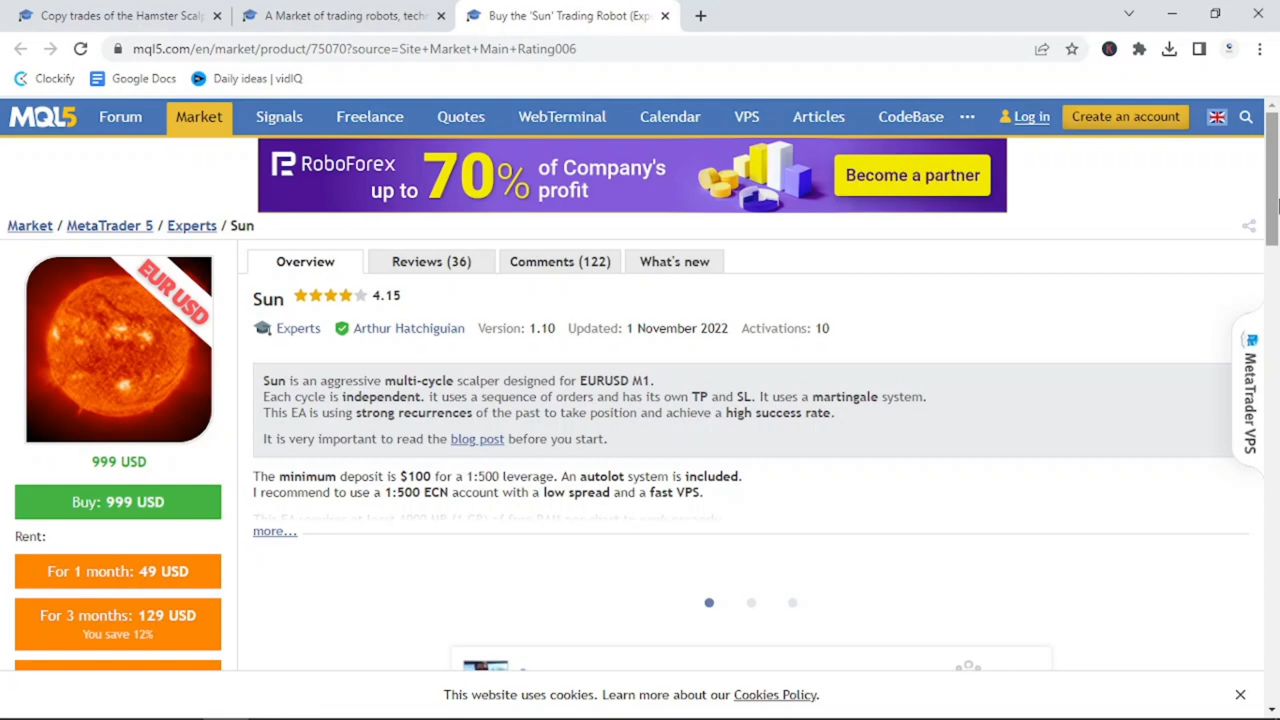 Copy trades of the Hamster Scal
A Market of trading robots, techn
Buy the 'Sun' Trading Robot (Exp
mql5.com/en/market/product/75070?source=Site+Market+Main+Rating006
K
Clockify
Google Docs
Daily ideas | vidIQ
MQL5
Forum
Market
Signals
Freelance
Quotes
WebTerminal
Calendar
VPS
Articles
CodeBase
Log in
Create an account
RoboForex
up to 70%
of Company's
profit
Become a partner
Market / MetaTrader 5 / Experts / Sun
EUR USD
Overview
Reviews (36)
Comments (122)
What's new
Sun
4.15
Experts
Arthur Hatchiguian
Version: 1.10
Updated: 1 November 2022
Activations: 10
Sun is an aggressive multi-cycle scalper designed for EURUSD M1.
Each cycle is independent. it uses a sequence of orders and has its own TP and SL. It uses a martingale system.
This EA is using strong recurrences of the past to take position and achieve a high success rate.
It is very important to read the blog post before you start.
MetaTrader VPS
999 USD
The minimum deposit is $100 for a 1:500 leverage. An autolot system is included.
I recommend to use a 1:500 ECN account with a low spread and a fast VPS.
more...
Buy: 999 USD
Rent:
For 1 month: 49 USD
For 3 months: 129 USD
You save 12%
This website uses cookies. Learn more about our Cookies Policy.